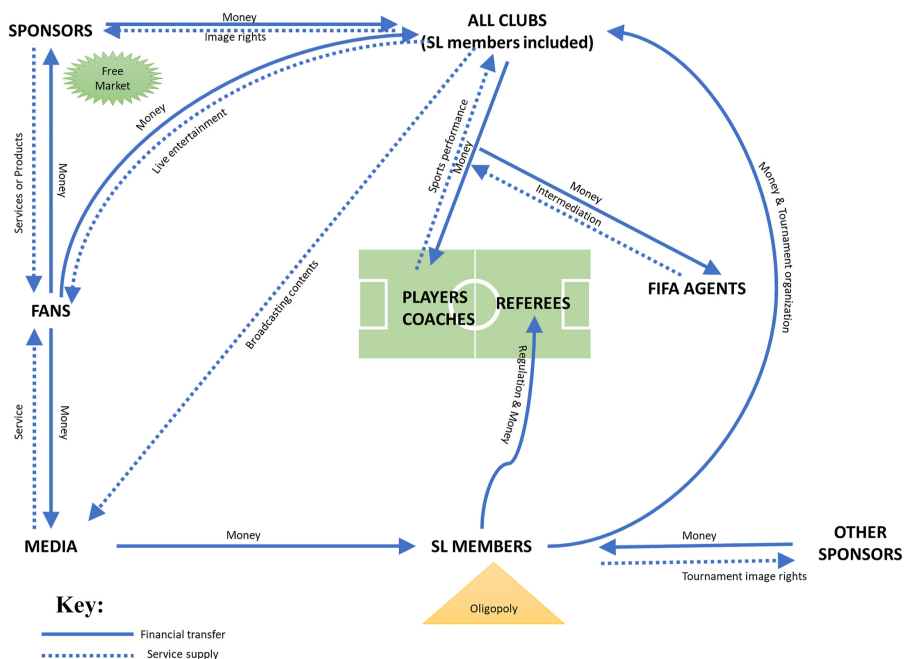 SPONSORS
Money
Image rights
ALL CLUBS
(SL members included)
Free
Market
Money
Live entertainment
Services or Products
Money
Sports performance
Money
Money
Intermediation
Money & Tournament organization
Broadcasting contents
FANS
PLAYERS
COACHES
REFEREES
FIFA AGENTS
Service
Money
Regulation & Money
MEDIA
Money
SL MEMBERS
Money
Tournament image rights
OTHER
SPONSORS
Oligopoly
Key:
Financial transfer
Service supply